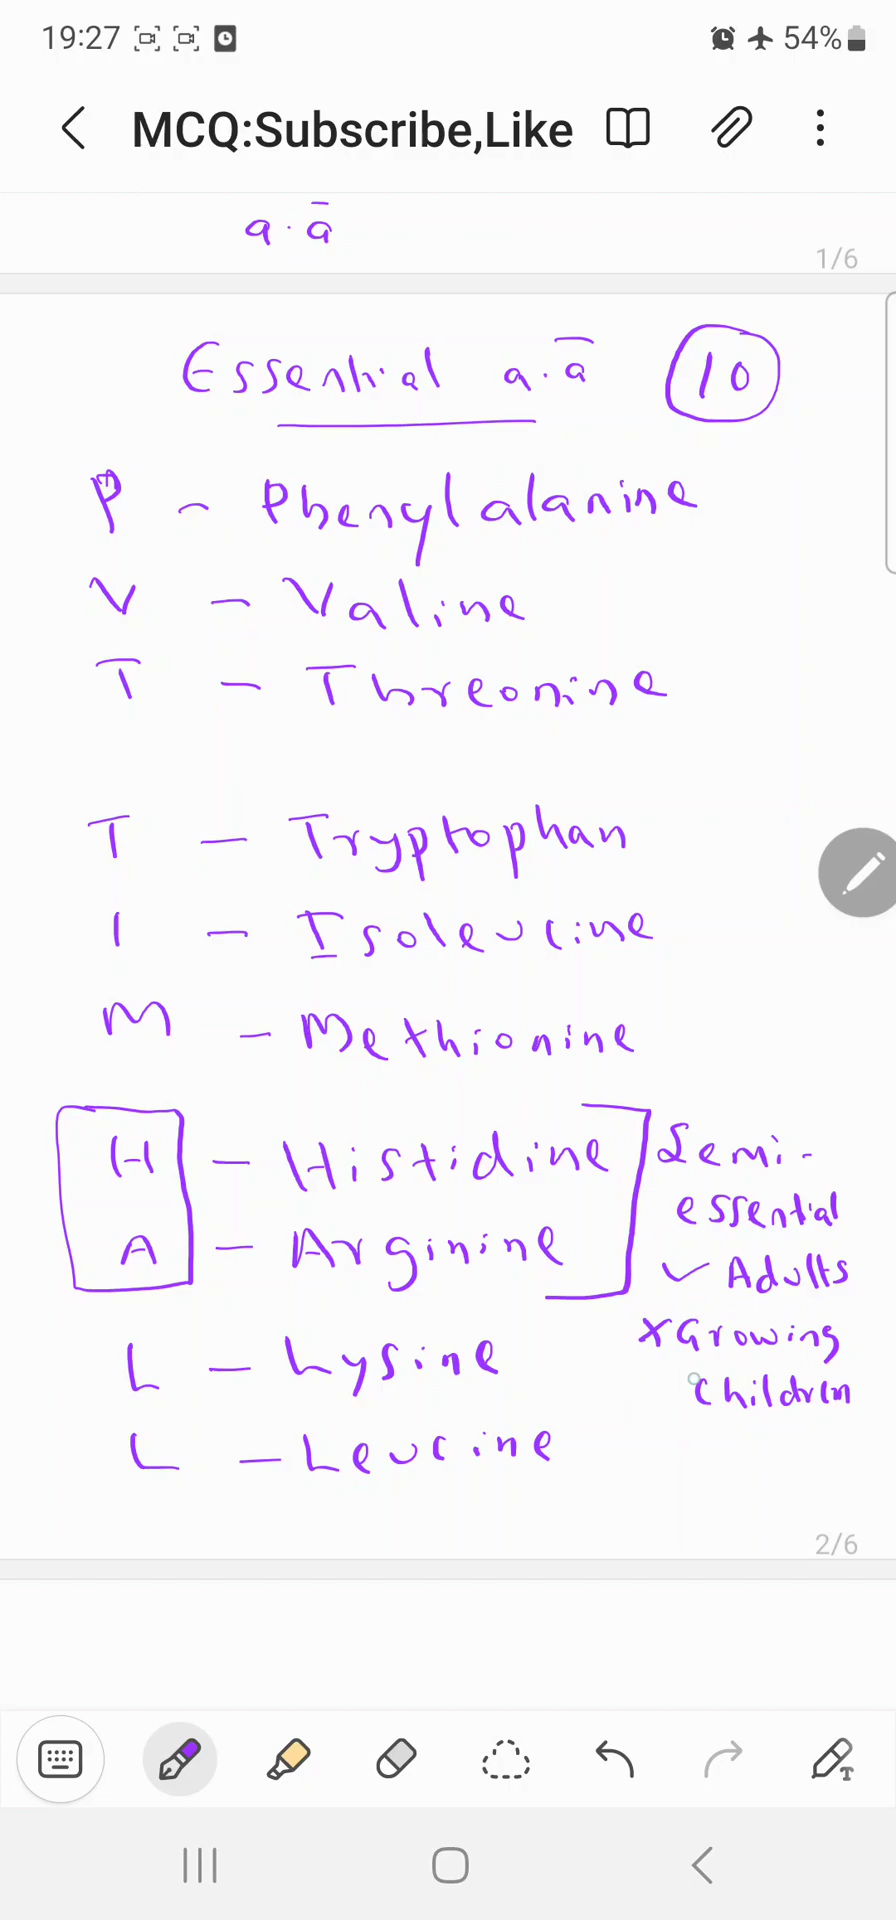 19:27 54%
MCQ:Subscribe,Like
a.ā
1/6
Essential a.ā 10
P - Phenylalanine
V - Valine
T - Threonine
T - Tryptophan
I - Isoleucine
M - Methionine
H - Histidine Semi-
essential
A - Arginine ✓ Adults
x Growing
L - Lysine children
L - Leucine
2/6
T